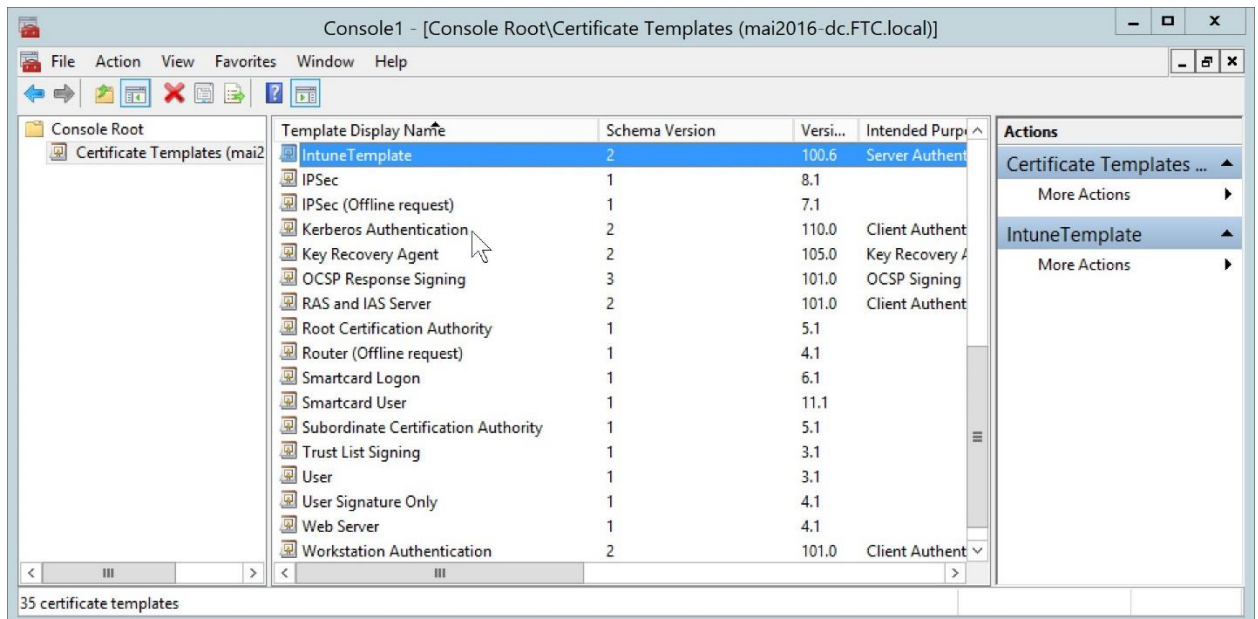 Console1 - [Console Root\Certificate Templates (mai2016-dc.FTC.local)]
File Action View Favorites Window Help
Console Root
Certificate Templates (mai2
Template Display Name Schema Version Versi... Intended Purp
IntuneTemplate 2 100.6 Server Authent
IPSec 1 8.1
IPSec (Offline request) 1 7.1
Kerberos Authentication 2 110.0 Client Authent
Key Recovery Agent 2 105.0 Key Recovery A
OCSP Response Signing 3 101.0 OCSP Signing
RAS and IAS Server 2 101.0 Client Authent
Root Certification Authority 1 5.1
Router (Offline request) 1 4.1
Smartcard Logon 1 6.1
Smartcard User 1 11.1
Subordinate Certification Authority 1 5.1
Trust List Signing 1 3.1
User 1 3.1
User Signature Only 1 4.1
Web Server 1 4.1
Workstation Authentication 2 101.0 Client Authent
Actions
Certificate Templates ...
More Actions
IntuneTemplate
More Actions
35 certificate templates